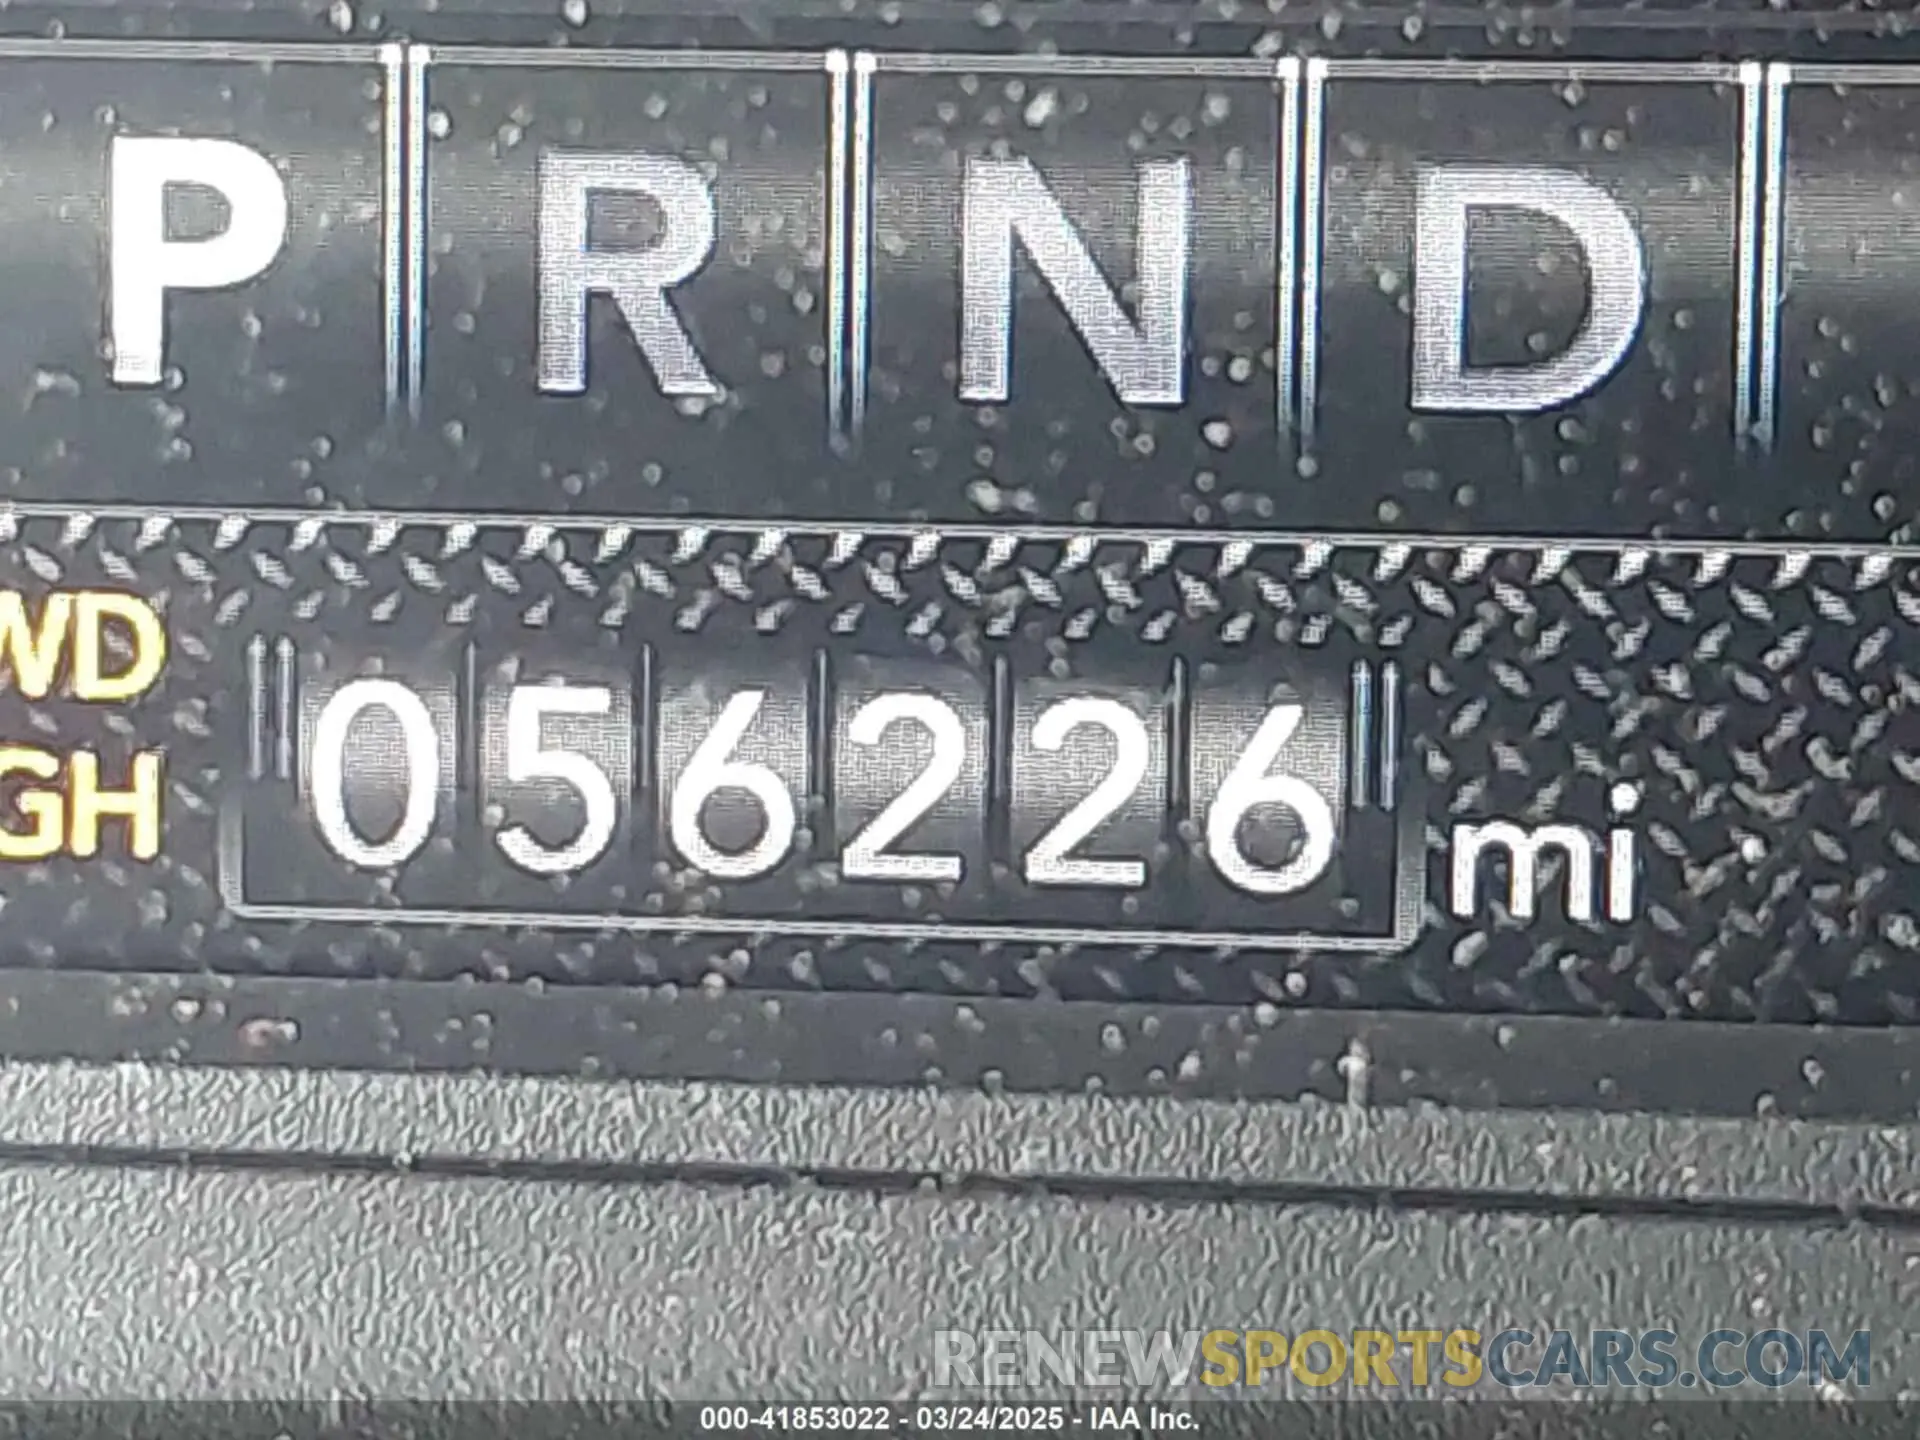 P R N D
WD
GH
056226 mi
RENEWSPORTSCARS.COM
000-41853022 - 03/24/2025 - IAA Inc.